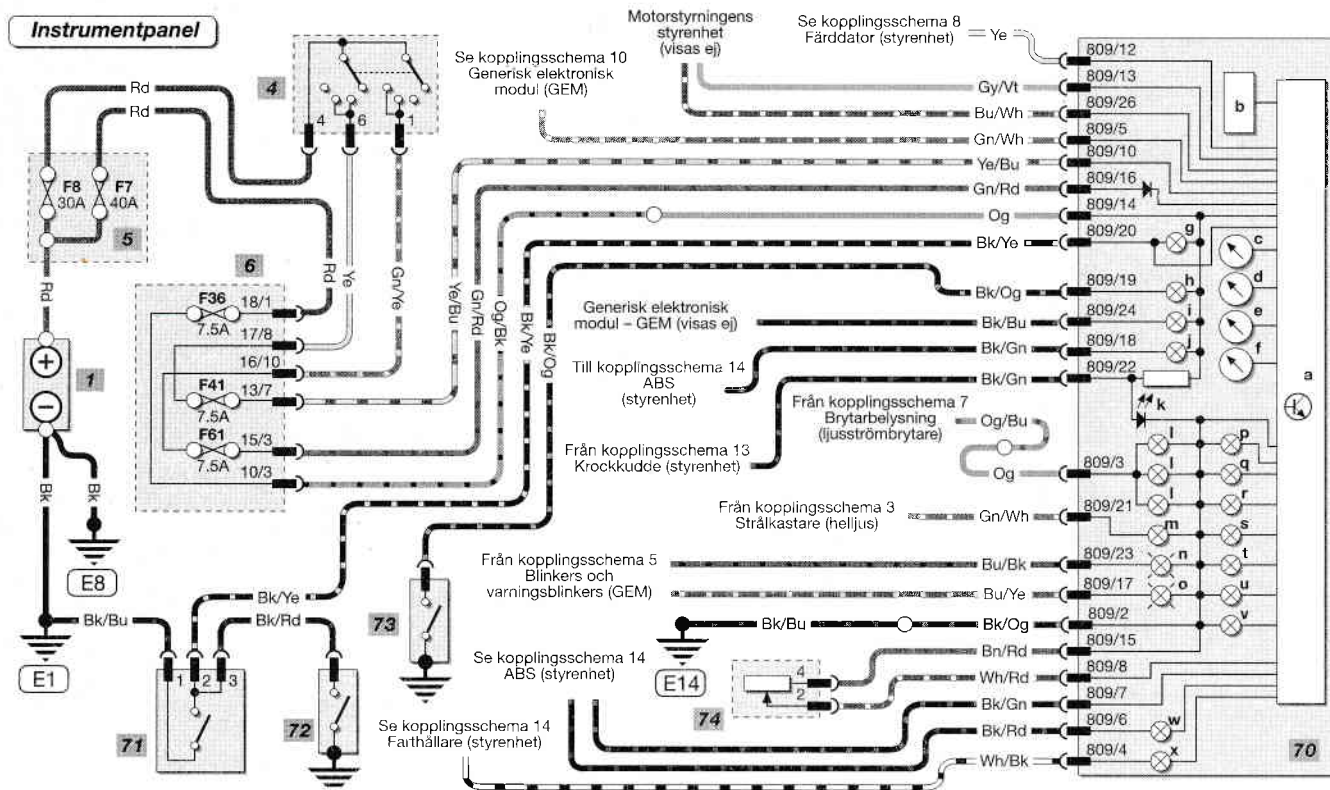 Instrumentpanel
Rd
Rd
F8
30A
F7
40A
5
Rd
1
Bk
Bk
E8
E1
4
4
6
1
6
F36
7.5A
18/1
17/8
16/10
F41
7.5A
13/7
F61
7.5A
15/3
10/3
Rd
Ye
Gn/Ye
Ye/Bu
Gn/Rd
Og/Bk
Bk/Ye
Bk/Og
Bk/Bu
Bk/Ye
Bk/Rd
1
2
3
71
72
73
Motorstyrningens
styrenhet
(visas ej)
Se kopplingsschema 8
Färddator (styrenhet)
Se kopplingsschema 10
Generisk elektronisk
modul (GEM)
Generisk elektronisk
modul – GEM (visas ej)
Till kopplingsschema 14
ABS
(styrenhet)
Från kopplingsschema 7
Brytarbelysning
(ljusströmbrytare)
Från kopplingsschema 13
Krockkudde (styrenhet)
Från kopplingsschema 3
Strålkastare (helljus)
Från kopplingsschema 5
Blinkers och
varningsblinkers (GEM)
Se kopplingsschema 14
ABS (styrenhet)
Se kopplingsschema 14
Farthållare (styrenhet)
Bk/Bu
E14
4
2
74
Ye
809/12
Gy/Vt
809/13
Bu/Wh
809/26
Gn/Wh
809/5
Ye/Bu
809/10
Gn/Rd
809/16
Og
809/14
Bk/Ye
809/20
Bk/Og
809/19
Bk/Bu
809/24
Bk/Gn
809/18
Bk/Gn
809/22
Og/Bu
Og
809/3
Gn/Wh
809/21
Bu/Bk
809/23
Bu/Ye
809/17
Bk/Og
809/2
Bn/Rd
809/15
Wh/Rd
809/8
Bk/Gn
809/7
Bk/Rd
809/6
Wh/Bk
809/4
b
g
c
h
d
i
e
j
f
a
k
l
p
l
q
l
r
m
s
n
t
o
u
v
w
x
70